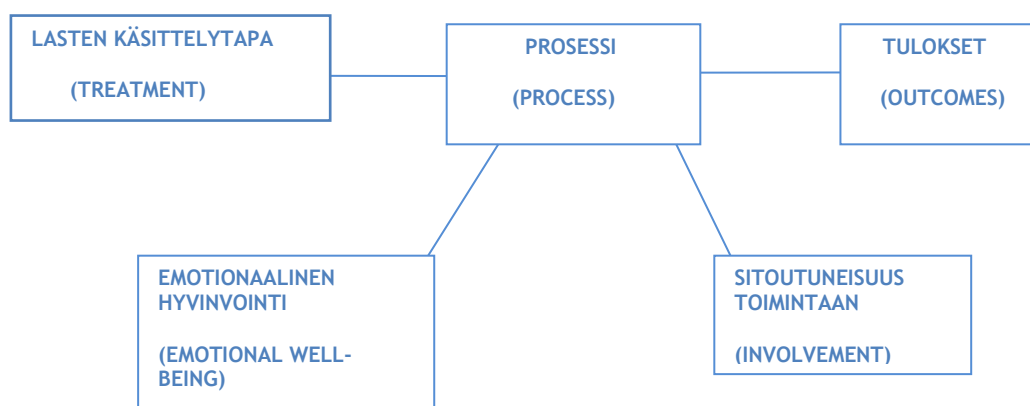 LASTEN KÄSITTELYTAPA
(TREATMENT)
PROSESSI
(PROCESS)
TULOKSET
(OUTCOMES)
EMOTIONAALINEN
HYVINVOINTI
(EMOTIONAL WELL-
BEING)
SITOUTUNEISUUS
TOIMINTAAN
(INVOLVEMENT)